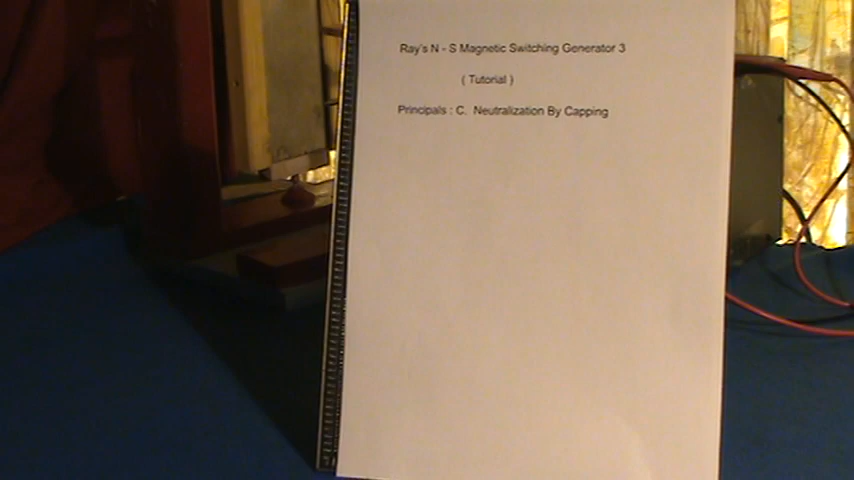 Ray's N - S Magnetic Switching Generator 3
( Tutorial )
Principals : C. Neutralization By Capping